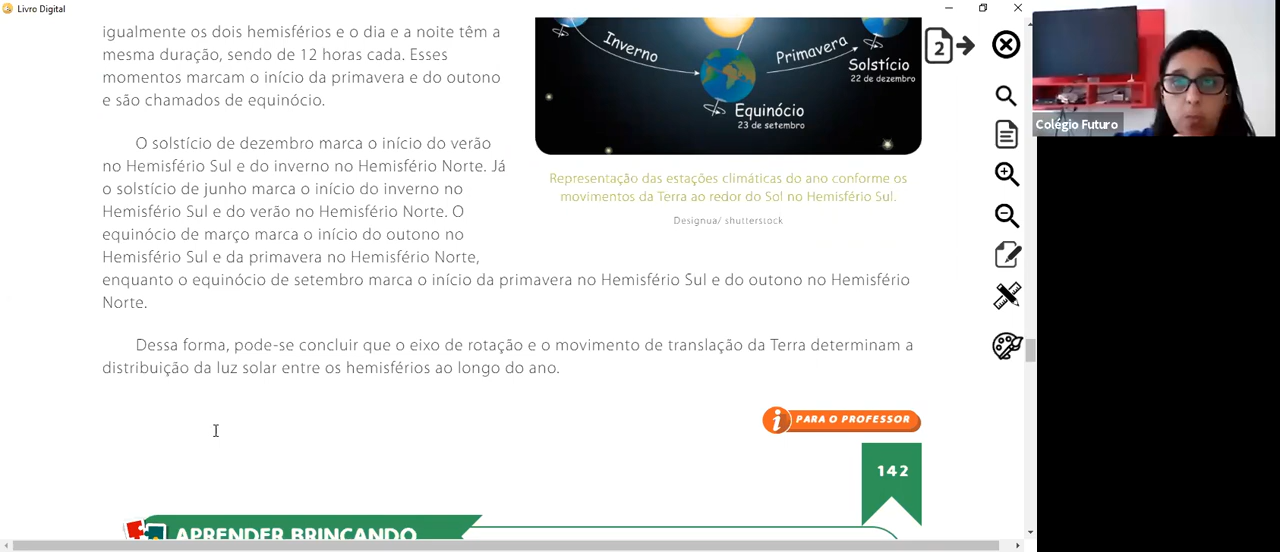 Livro Digital
igualmente os dois hemisférios e o dia e a noite têm a
mesma duração, sendo de 12 horas cada. Esses
momentos marcam o início da primavera e do outono
e são chamados de equinócio.
O solstício de dezembro marca o início do verão
no Hemisfério Sul e do inverno no Hemisfério Norte. Já
o solstício de junho marca o início do inverno no
Hemisfério Sul e do verão no Hemisfério Norte. O
equinócio de março marca o início do outono no
Hemisfério Sul e da primavera no Hemisfério Norte,
enquanto o equinócio de setembro marca o início da primavera no Hemisfério Sul e do outono no Hemisfério
Norte.
Dessa forma, pode-se concluir que o eixo de rotação e o movimento de translação da Terra determinam a
distribuição da luz solar entre os hemisférios ao longo do ano.
Inverno
Primavera
Solstício
22 de dezembro
Equinócio
23 de setembro
Representação das estações climáticas do ano conforme os
movimentos da Terra ao redor do Sol no Hemisfério Sul.
Designua/ shutterstock
2
Colégio Futuro
i PARA O PROFESSOR
142
APRENDER BRINCANDO